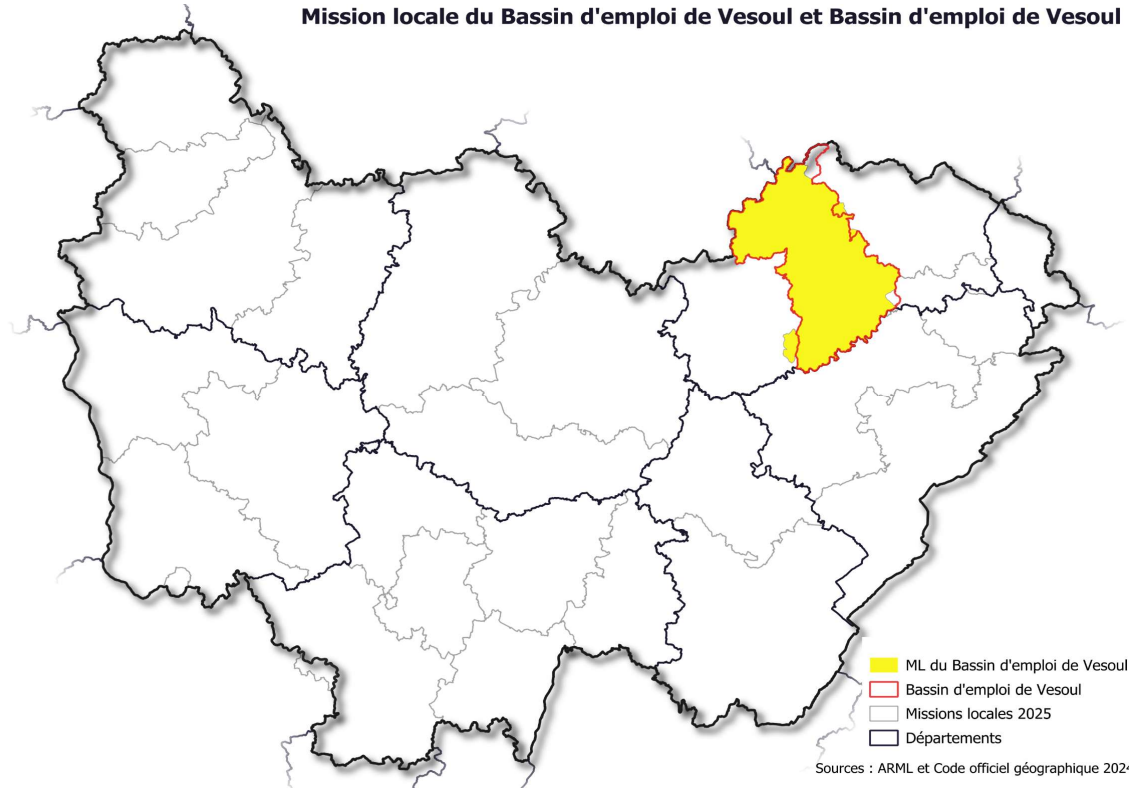 Mission locale du Bassin d'emploi de Vesoul et Bassin d'emploi de Vesoul
ML du Bassin d'emploi de Vesoul
Bassin d'emploi de Vesoul
Missions locales 2025
Départements
Sources : ARML et Code officiel géographique 2024